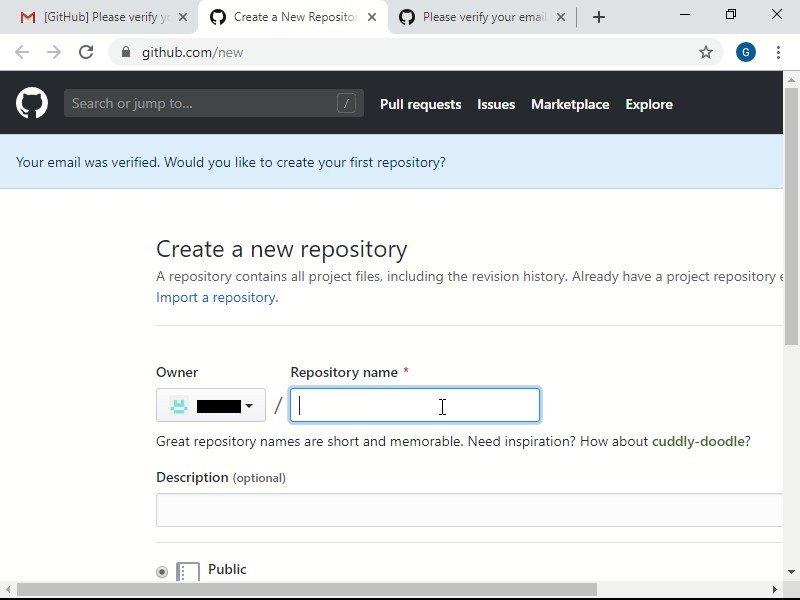 [GitHub] Please verify y
Create a New Repositor
Please verify your email
github.com/new
G
Search or jump to...
/
Pull requests
Issues
Marketplace
Explore
Your email was verified. Would you like to create your first repository?
Create a new repository
A repository contains all project files, including the revision history. Already have a project repository e
Import a repository.
Owner
Repository name *
/
Great repository names are short and memorable. Need inspiration? How about cuddly-doodle?
Description (optional)
Public